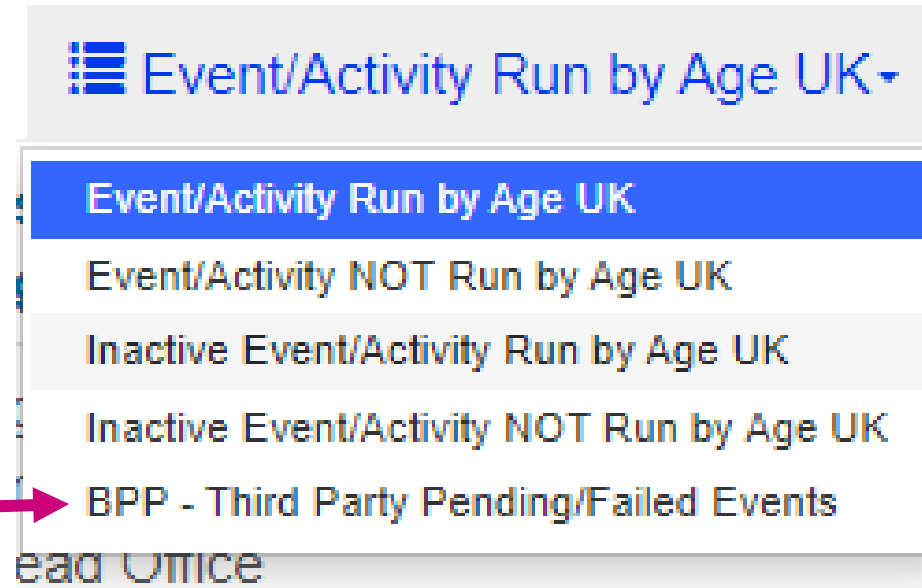 Event/Activity Run by Age UK
Event/Activity Run by Age UK
Event/Activity NOT Run by Age UK
Inactive Event/Activity Run by Age UK
Inactive Event/Activity NOT Run by Age UK
BPP - Third Party Pending/Failed Events
ead Office